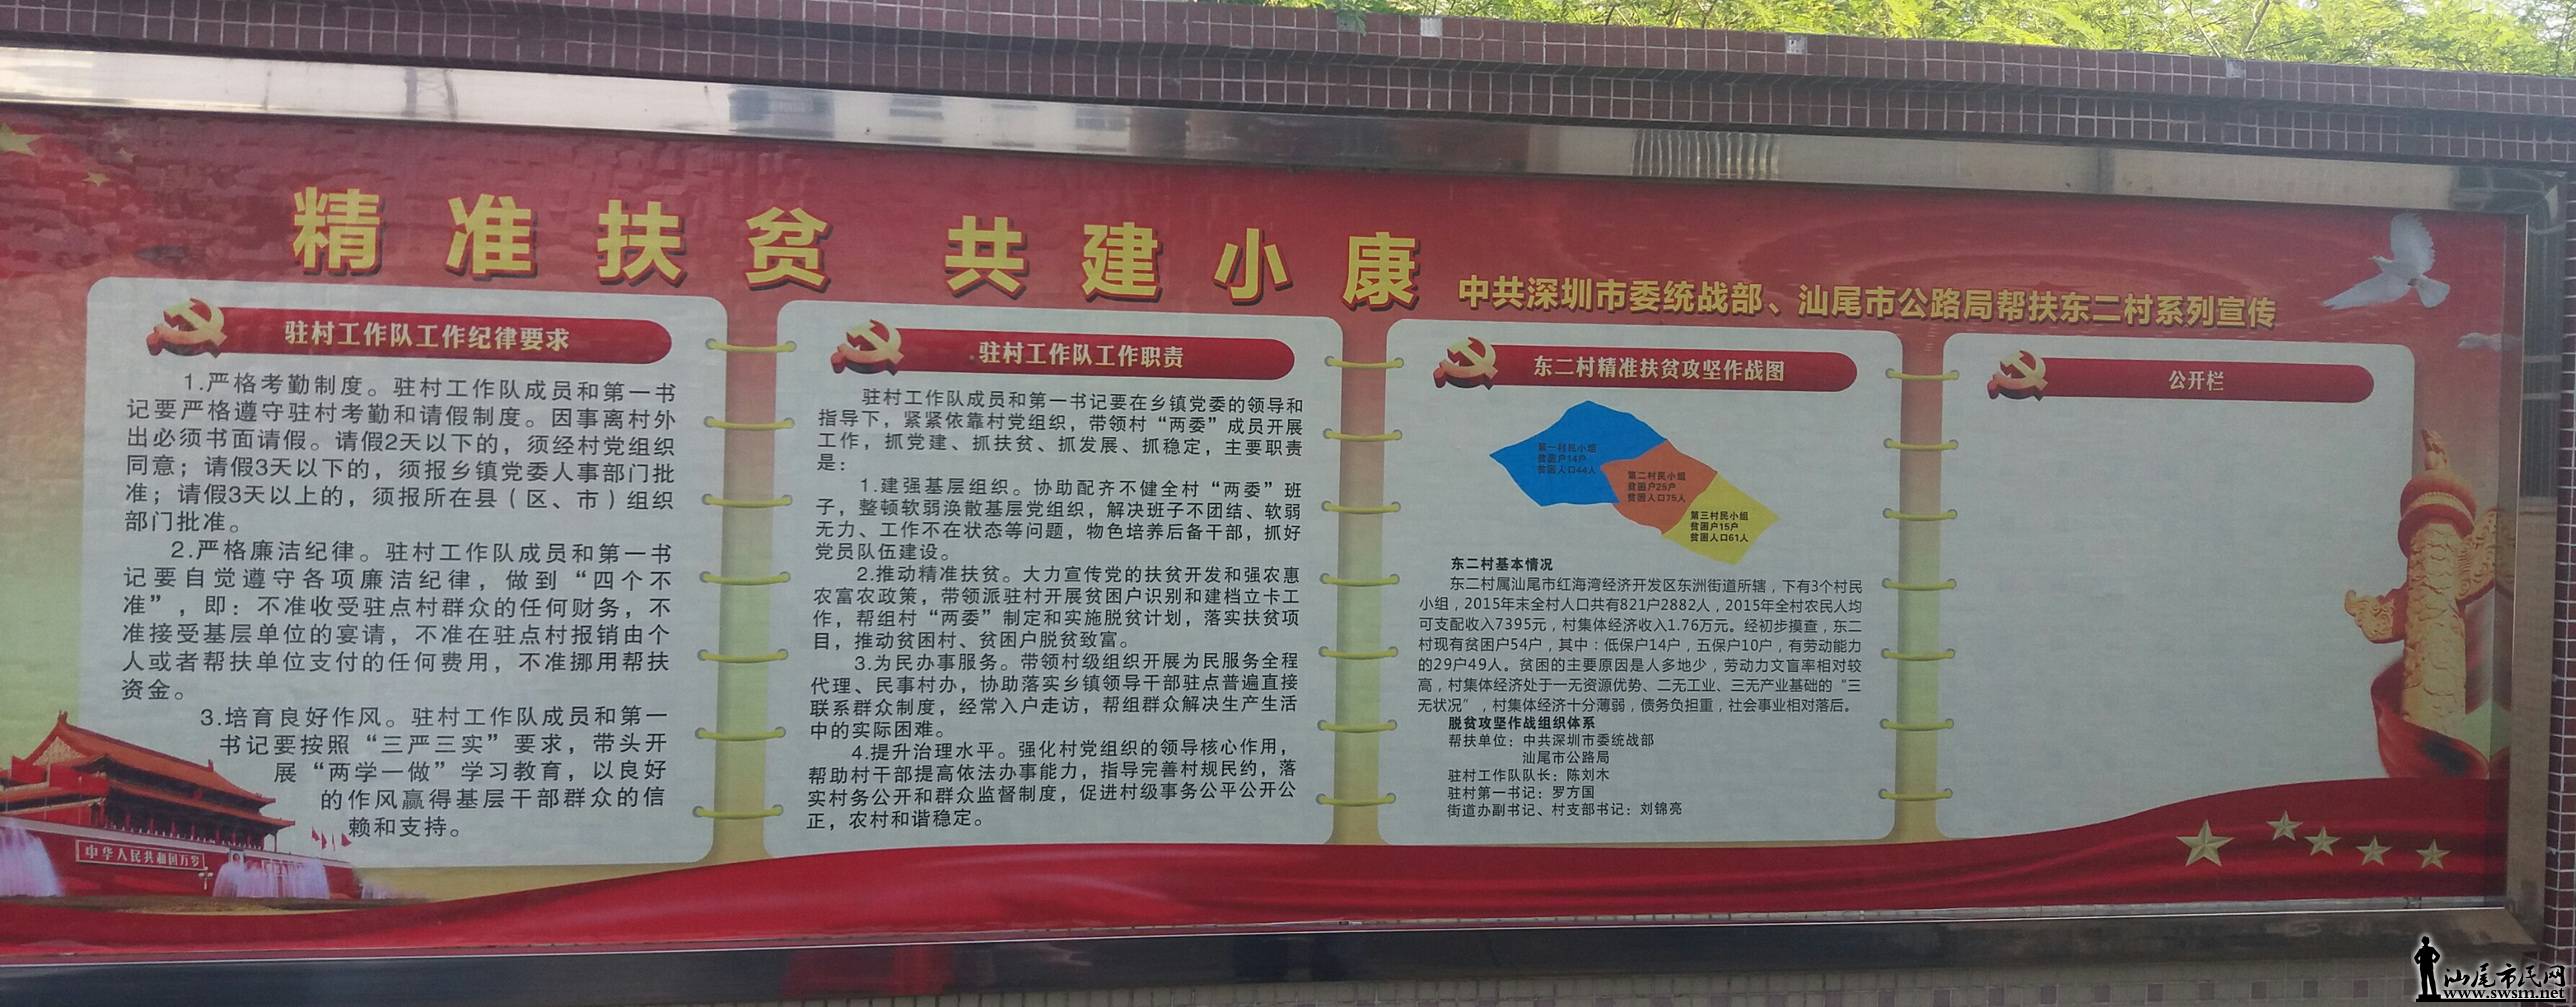 精准扶贫 共建小康
中共深圳市委统战部、汕尾市公路局帮扶东二村系列宣传
驻村工作队工作纪律要求
1.严格考勤制度。驻村工作队成员和第一书
记要严格遵守驻村考勤和请假制度。因事离村外
出必须书面请假。请假2天以下的，须经村党组织
同意；请假3天以下的，须报乡镇党委人事部门批
准；请假3天以上的，须报所在县（区、市）组织
部门批准。
2.严格廉洁纪律。驻村工作队成员和第一书
记要自觉遵守各项廉洁纪律，做到“四个不
准”，即：不准收受驻点村群众的任何财务，不
准接受基层单位的宴请，不准在驻点村报销由个
人或者帮扶单位支付的任何费用，不准挪用帮扶
资金。
3.培育良好作风。驻村工作队成员和第一
书记要按照“三严三实”要求，带头开
展“两学一做”学习教育，以良好
的作风赢得基层干部群众的信
赖和支持。
中华人民共和国万岁
驻村工作队工作职责
驻村工作队成员和第一书记要在乡镇党委的领导和
指导下，紧紧依靠村党组织，带领村“两委”成员开展
工作，抓党建、抓扶贫、抓发展、抓稳定，主要职责
是：
1.建强基层组织。协助配齐不健全村“两委”班
子，整顿软弱涣散基层党组织，解决班子不团结、软弱
无力、工作不在状态等问题，物色培养后备干部，抓好
党员队伍建设。
2.推动精准扶贫。大力宣传党的扶贫开发和强农惠
农富农政策，带领派驻村开展贫困户识别和建档立卡工
作，帮组村“两委”制定和实施脱贫计划，落实扶贫项
目，推动贫困村、贫困户脱贫致富。
3.为民办事服务。带领村级组织开展为民服务全程
代理、民事村办，协助落实乡镇领导干部驻点普遍直接
联系群众制度，经常入户走访，帮组群众解决生产生活
中的实际困难。
4.提升治理水平。强化村党组织的领导核心作用，
帮助村干部提高依法办事能力，指导完善村规民约，落
实村务公开和群众监督制度，促进村级事务公平公开公
正，农村和谐稳定。
东二村精准扶贫攻坚作战图
第一村民小组
贫困户14户
贫困人口44人
第二村民小组
贫困户25户
贫困人口75人
第三村民小组
贫困户15户
贫困人口61人
东二村基本情况
东二村属汕尾市红海湾经济开发区东洲街道所辖，下有3个村民
小组，2015年末全村人口共有821户2882人，2015年全村农民人均
可支配收入7395元，村集体经济收入1.76万元。经初步摸查，东二
村现有贫困户54户，其中：低保户14户，五保户10户，有劳动能力
的29户49人。贫困的主要原因是人多地少，劳动力文盲率相对较
高，村集体经济处于一无资源优势、二无工业、三无产业基础的“三
无状况”，村集体经济十分薄弱，债务负担重，社会事业相对落后。
脱贫攻坚作战组织体系
帮扶单位：中共深圳市委统战部
汕尾市公路局
驻村工作队队长：陈刘木
驻村第一书记：罗方国
街道办副书记、村支部书记：刘锦亮
公开栏
汕尾市民网
www.swsm.net